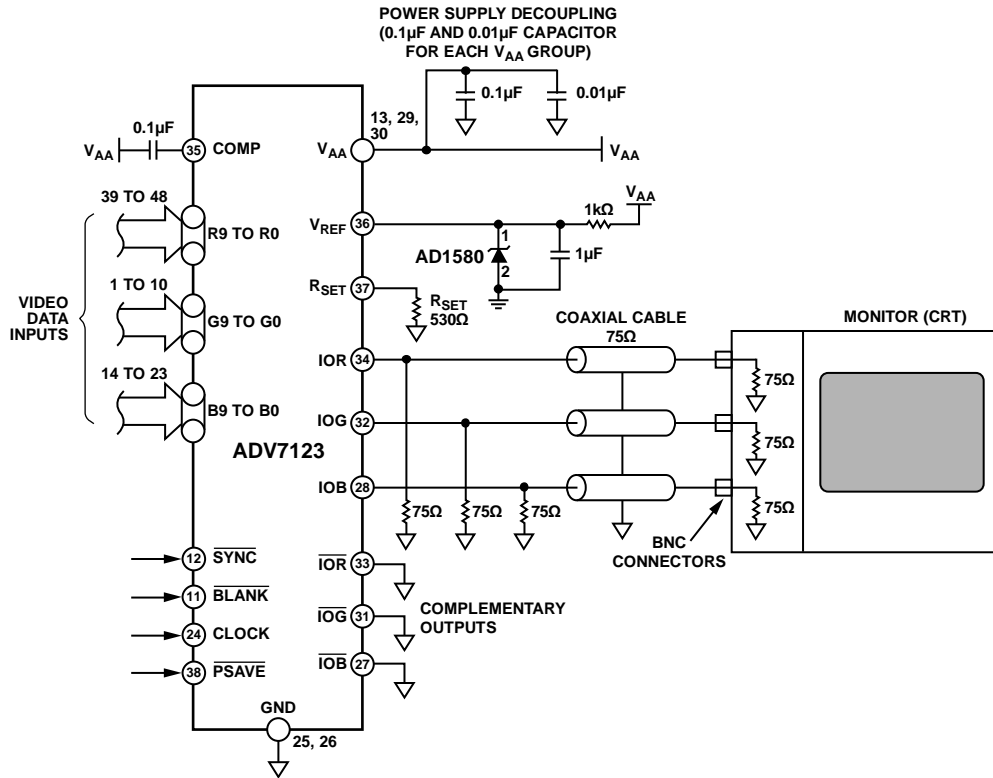 POWER SUPPLY DECOUPLING
(0.1µF AND 0.01µF CAPACITOR
FOR EACH VAA GROUP)
0.1µF
0.01µF
13, 29,
30
0.1µF
VAA
35
COMP
VAA
VAA
39 TO 48
R9 TO R0
VREF
36
VAA
1kΩ
1
AD1580
2
1µF
VIDEO
DATA
INPUTS
1 TO 10
G9 TO G0
RSET
37
RSET
530Ω
COAXIAL CABLE
75Ω
MONITOR (CRT)
IOR
34
75Ω
14 TO 23
B9 TO B0
IOG
32
75Ω
ADV7123
IOB
28
75Ω
75Ω
75Ω
75Ω
BNC
CONNECTORS
12
SYNC
IOR
33
11
BLANK
IOG
31
COMPLEMENTARY
OUTPUTS
24
CLOCK
38
PSAVE
IOB
27
GND
25, 26